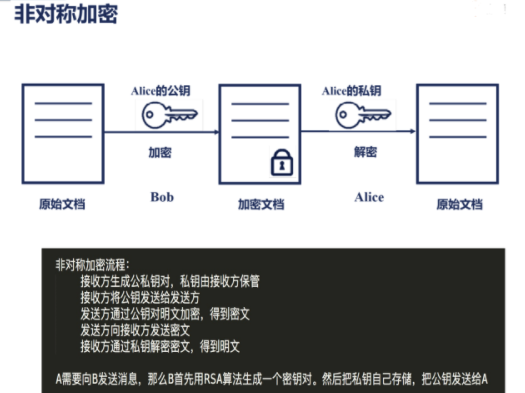 非对称加密
Alice的公钥
Alice的私钥
加密
解密
原始文档
Bob
加密文档
Alice
原始文档
非对称加密流程：
接收方生成公私钥对，私钥由接收方保管
接收方将公钥发送给发送方
发送方通过公钥对明文加密，得到密文
发送方向接收方发送密文
接收方通过私钥解密密文，得到明文
A需要向B发送消息，那么B首先用RSA算法生成一个密钥对。然后把私钥自己存储，把公钥发送给A